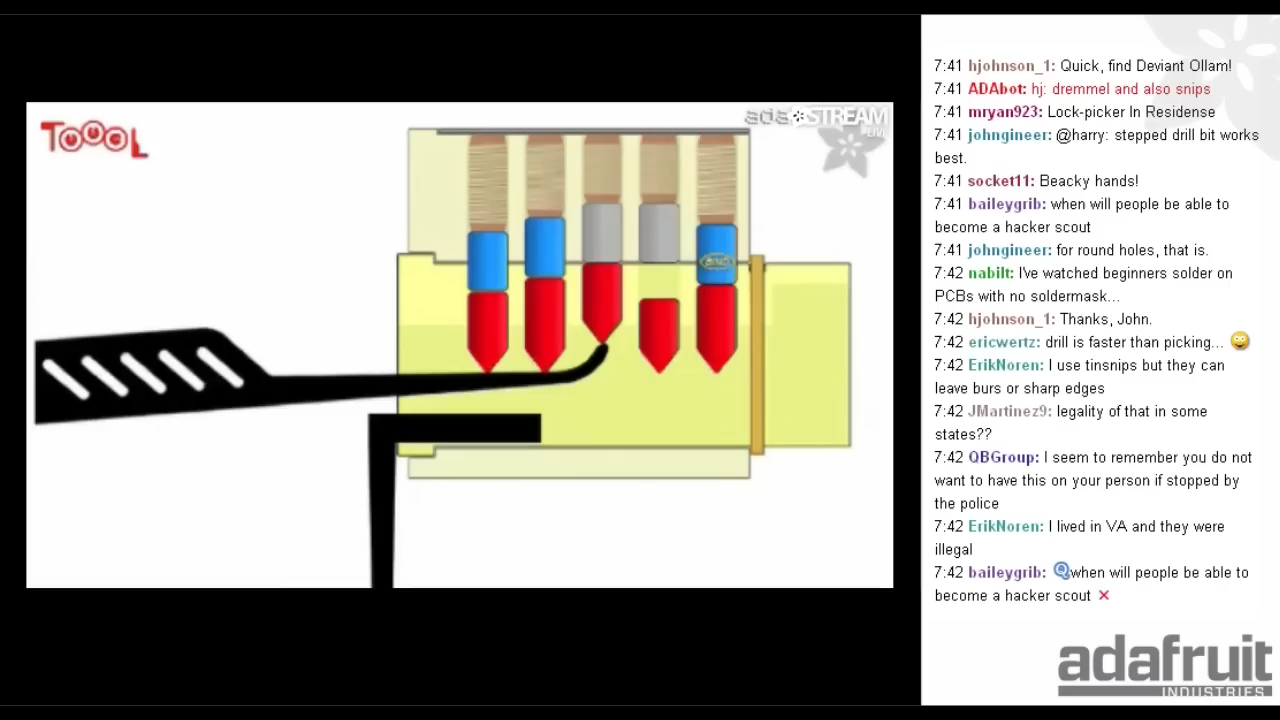 TOOOL
STREAM
LIVE
7:41 hjohnson_1: Quick, find Deviant Ollam!
7:41 ADAbot: hj: dremmel and also snips
7:41 mryan923: Lock-picker In Residense
7:41 johngineer: @harry: stepped drill bit works
best.
7:41 socket11: Beacky hands!
7:41 baileygrib: when will people be able to
become a hacker scout
7:41 johngineer: for round holes, that is.
7:42 nabilt: I've watched beginners solder on
PCBs with no soldermask...
7:42 hjohnson_1: Thanks, John.
7:42 ericwertz: drill is faster than picking...
7:42 ErikNoren: I use tinsnips but they can
leave burs or sharp edges
7:42 JMartinez9: legality of that in some
states??
7:42 QBGroup: I seem to remember you do not
want to have this on your person if stopped by
the police
7:42 ErikNoren: I lived in VA and they were
illegal
7:42 baileygrib: Q when will people be able to
become a hacker scout
adafruit
INDUSTRIES